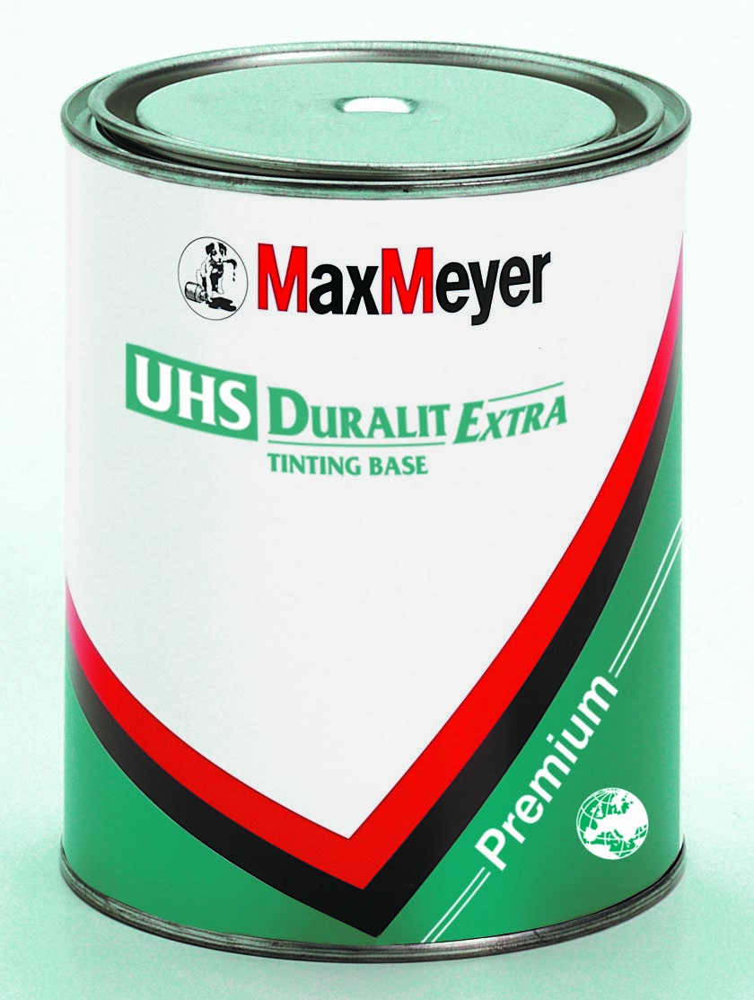 MaxMeyer
UHS DURALIT EXTRA
TINTING BASE
Premium